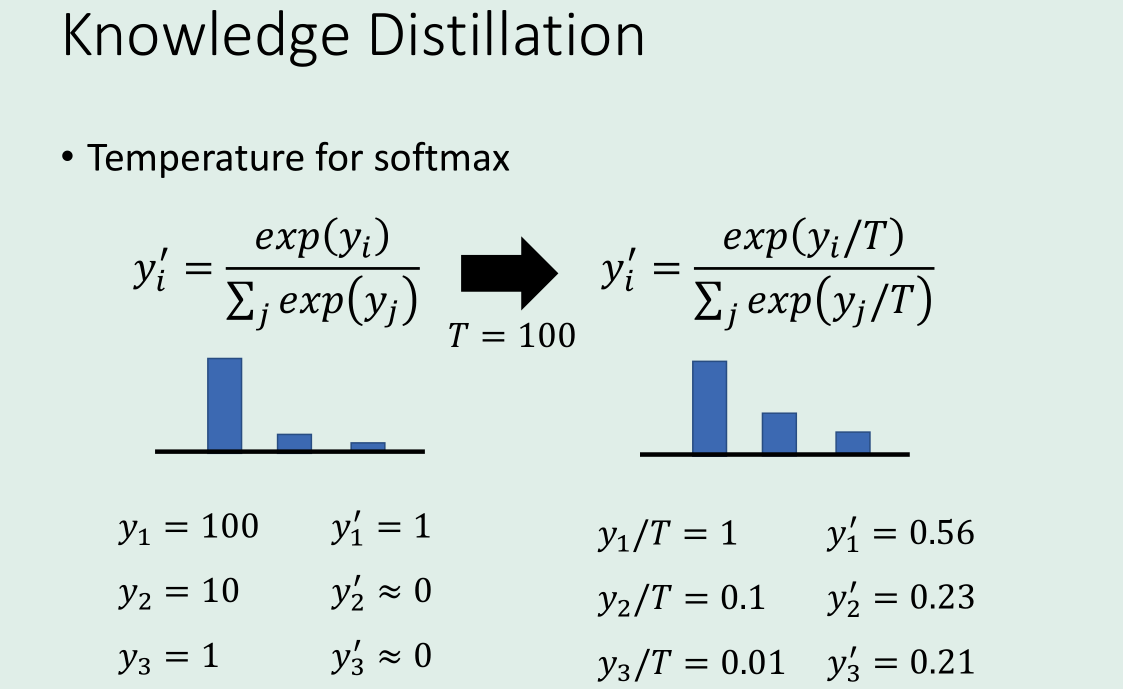 Knowledge Distillation
• Temperature for softmax
y′ᵢ = exp(yᵢ) / ∑ⱼ exp(yⱼ)
T = 100
y′ᵢ = exp(yᵢ/T) / ∑ⱼ exp(yⱼ/T)
y₁ = 100 y′₁ = 1
y₂ = 10 y′₂ ≈ 0
y₃ = 1 y′₃ ≈ 0
y₁/T = 1 y′₁ = 0.56
y₂/T = 0.1 y′₂ = 0.23
y₃/T = 0.01 y′₃ = 0.21